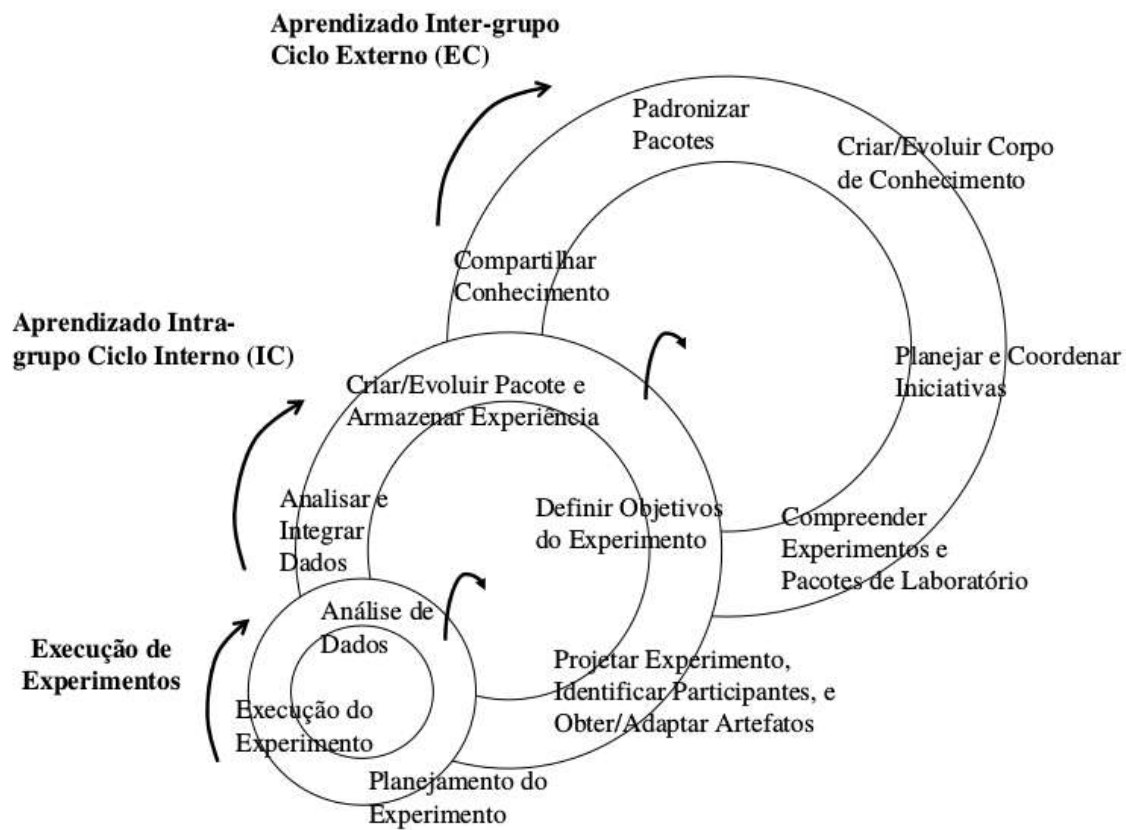 Aprendizado Inter-grupo
Ciclo Externo (EC)
Padronizar
Pacotes
Criar/Evoluir Corpo
de Conhecimento
Compartilhar
Conhecimento
Planejar e Coordenar
Iniciativas
Compreender
Experimentos e
Pacotes de Laboratório
Aprendizado Intra-
grupo Ciclo Interno (IC)
Criar/Evoluir Pacote e
Armazenar Experiência
Analisar e
Integrar
Dados
Definir Objetivos
do Experimento
Projetar Experimento,
Identificar Participantes, e
Obter/Adaptar Artefatos
Execução de
Experimentos
Análise de
Dados
Execução do
Experimento
Planejamento do
Experimento